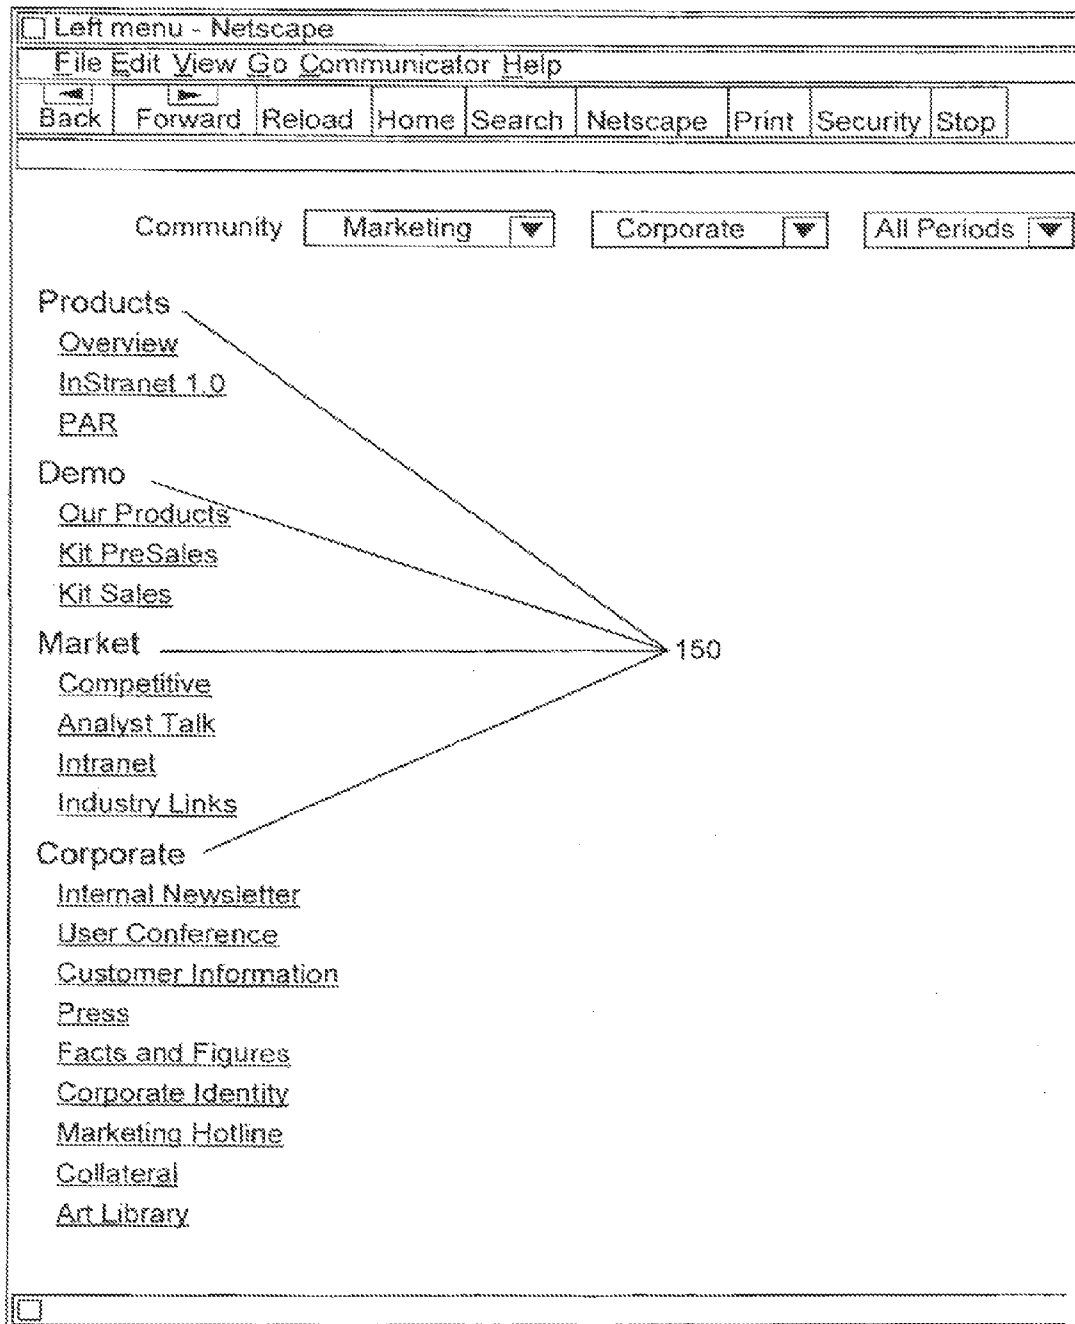 Left menu - Netscape
File Edit View Go Communicator Help
Back Forward Reload Home Search Netscape Print Security Stop
Community Marketing Corporate All Periods
Products
Overview
InStranet 1.0
PAR
Demo
Our Products
Kit PreSales
Kit Sales
Market
150
Competitive
Analyst Talk
Intranet
Industry Links
Corporate
Internal Newsletter
User Conference
Customer Information
Press
Facts and Figures
Corporate Identity
Marketing Hotline
Collateral
Art Library